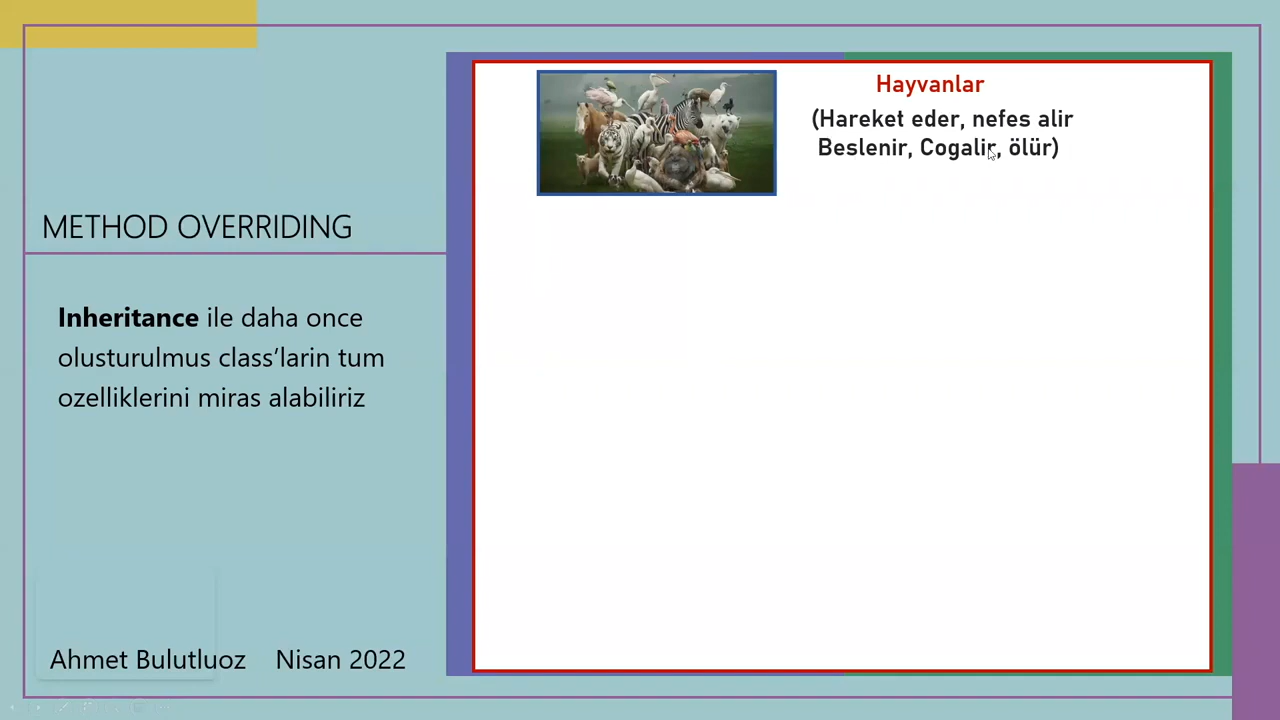 METHOD OVERRIDING
Inheritance ile daha once
olusturulmus class’larin tum
ozelliklerini miras alabiliriz
Ahmet Bulutluoz Nisan 2022
Hayvanlar
(Hareket eder, nefes alir
Beslenir, Cogalir, ölür)